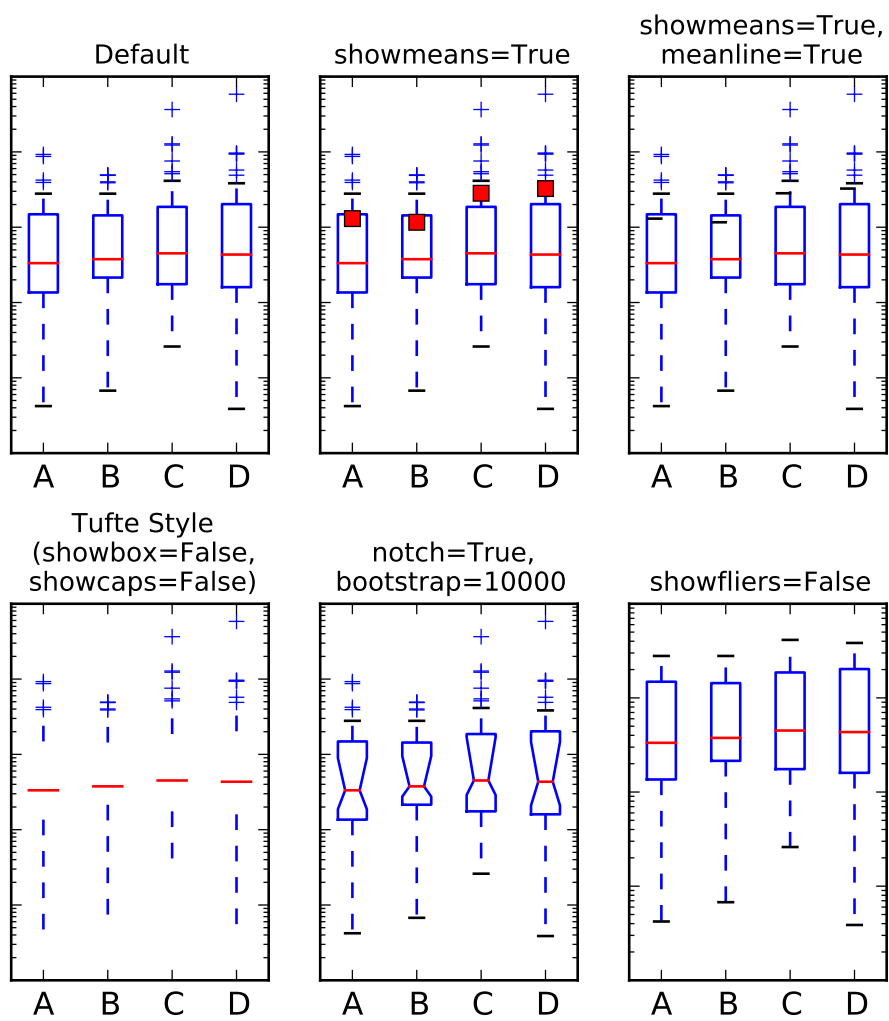 Default
showmeans=True
showmeans=True,
meanline=True
A B C D
A B C D
A B C D
Tufte Style
(showbox=False,
showcaps=False)
notch=True,
bootstrap=10000
showfliers=False
A B C D
A B C D
A B C D